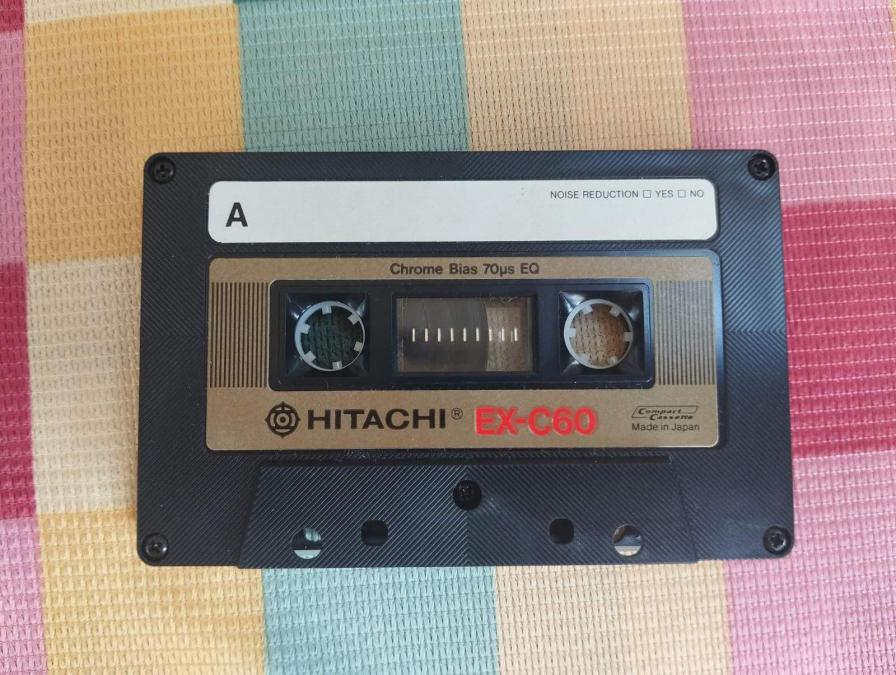 NOISE REDUCTION □ YES □ NO
A
Chrome Bias 70µs EQ
HITACHI® EX-C60
Compact
Cassette
Made in Japan